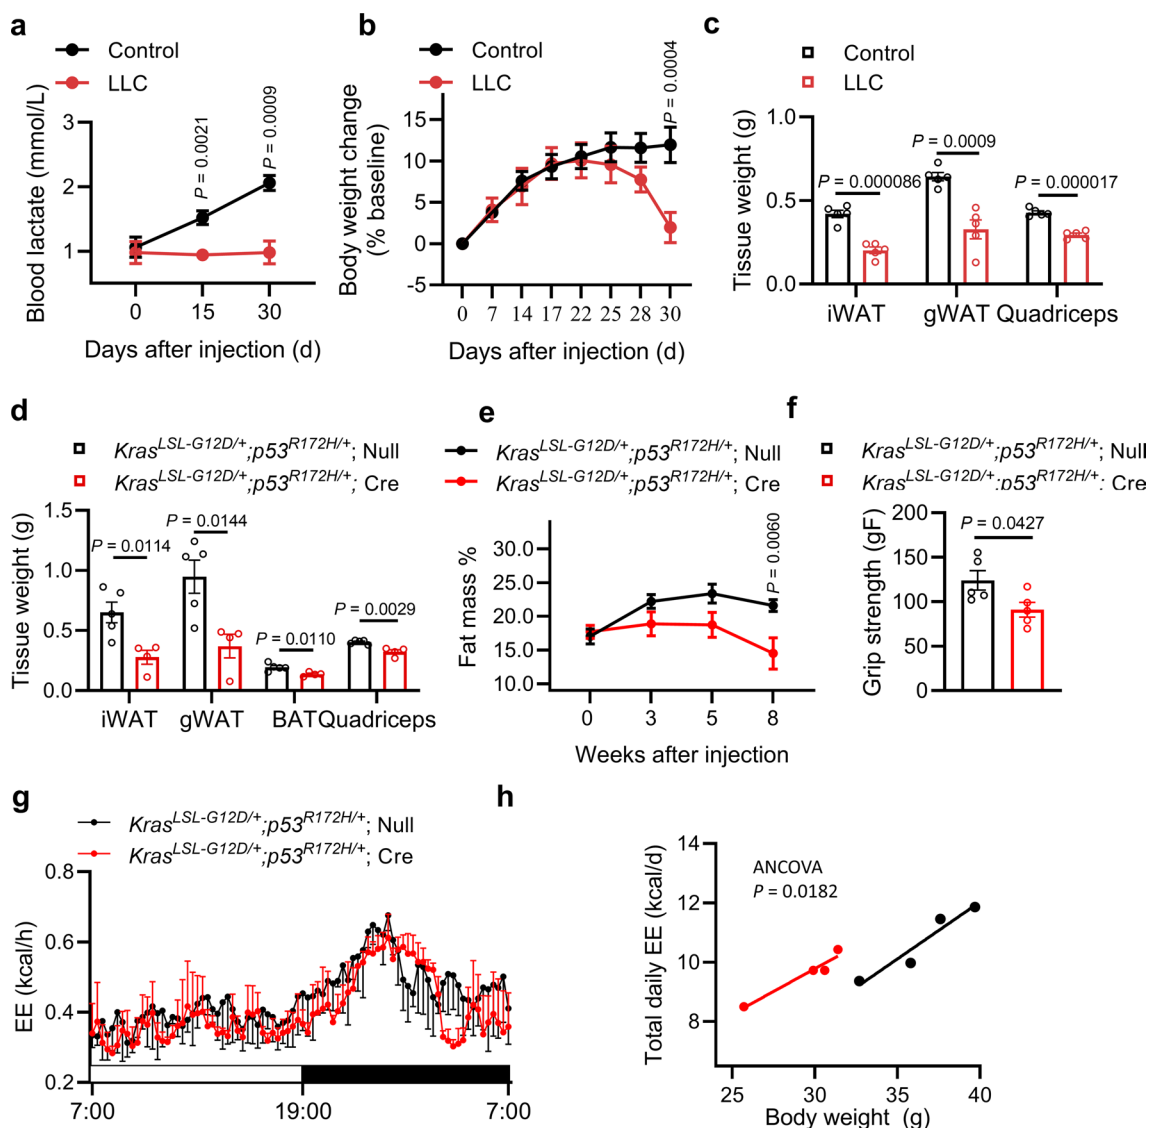 a
Control
LLC
Blood lactate (mmol/L)
3
2
1
P = 0.0021
P = 0.0009
0 15 30
Days after injection (d)
b
Control
LLC
Body weight change
(% baseline)
15
10
5
0
-5
P = 0.0004
0 7 14 17 22 25 28 30
Days after injection (d)
c
Control
LLC
Tissue weight (g)
1.0
0.5
0.0
P = 0.000086
P = 0.0009
P = 0.000017
iWAT gWAT Quadriceps
d
Kras^LSL-G12D/+;p53^R172H/+; Null
Kras^LSL-G12D/+;p53^R172H/+; Cre
Tissue weight (g)
1.5
1.0
0.5
0.0
P = 0.0114
P = 0.0144
P = 0.0110
P = 0.0029
iWAT gWAT BAT Quadriceps
e
Kras^LSL-G12D/+;p53^R172H/+; Null
Kras^LSL-G12D/+;p53^R172H/+; Cre
Fat mass %
30.0
25.0
20.0
15.0
10.0
P = 0.0060
0 3 5 8
Weeks after injection
f
Kras^LSL-G12D/+;p53^R172H/+; Null
Kras^LSL-G12D/+;p53^R172H/+; Cre
Grip strength (gF)
200
150
100
50
0
P = 0.0427
g
Kras^LSL-G12D/+;p53^R172H/+; Null
Kras^LSL-G12D/+;p53^R172H/+; Cre
EE (kcal/h)
0.8
0.6
0.4
0.2
7:00 19:00 7:00
h
Total daily EE (kcal/d)
14
12
10
8
ANCOVA
P = 0.0182
25 30 35 40
Body weight (g)